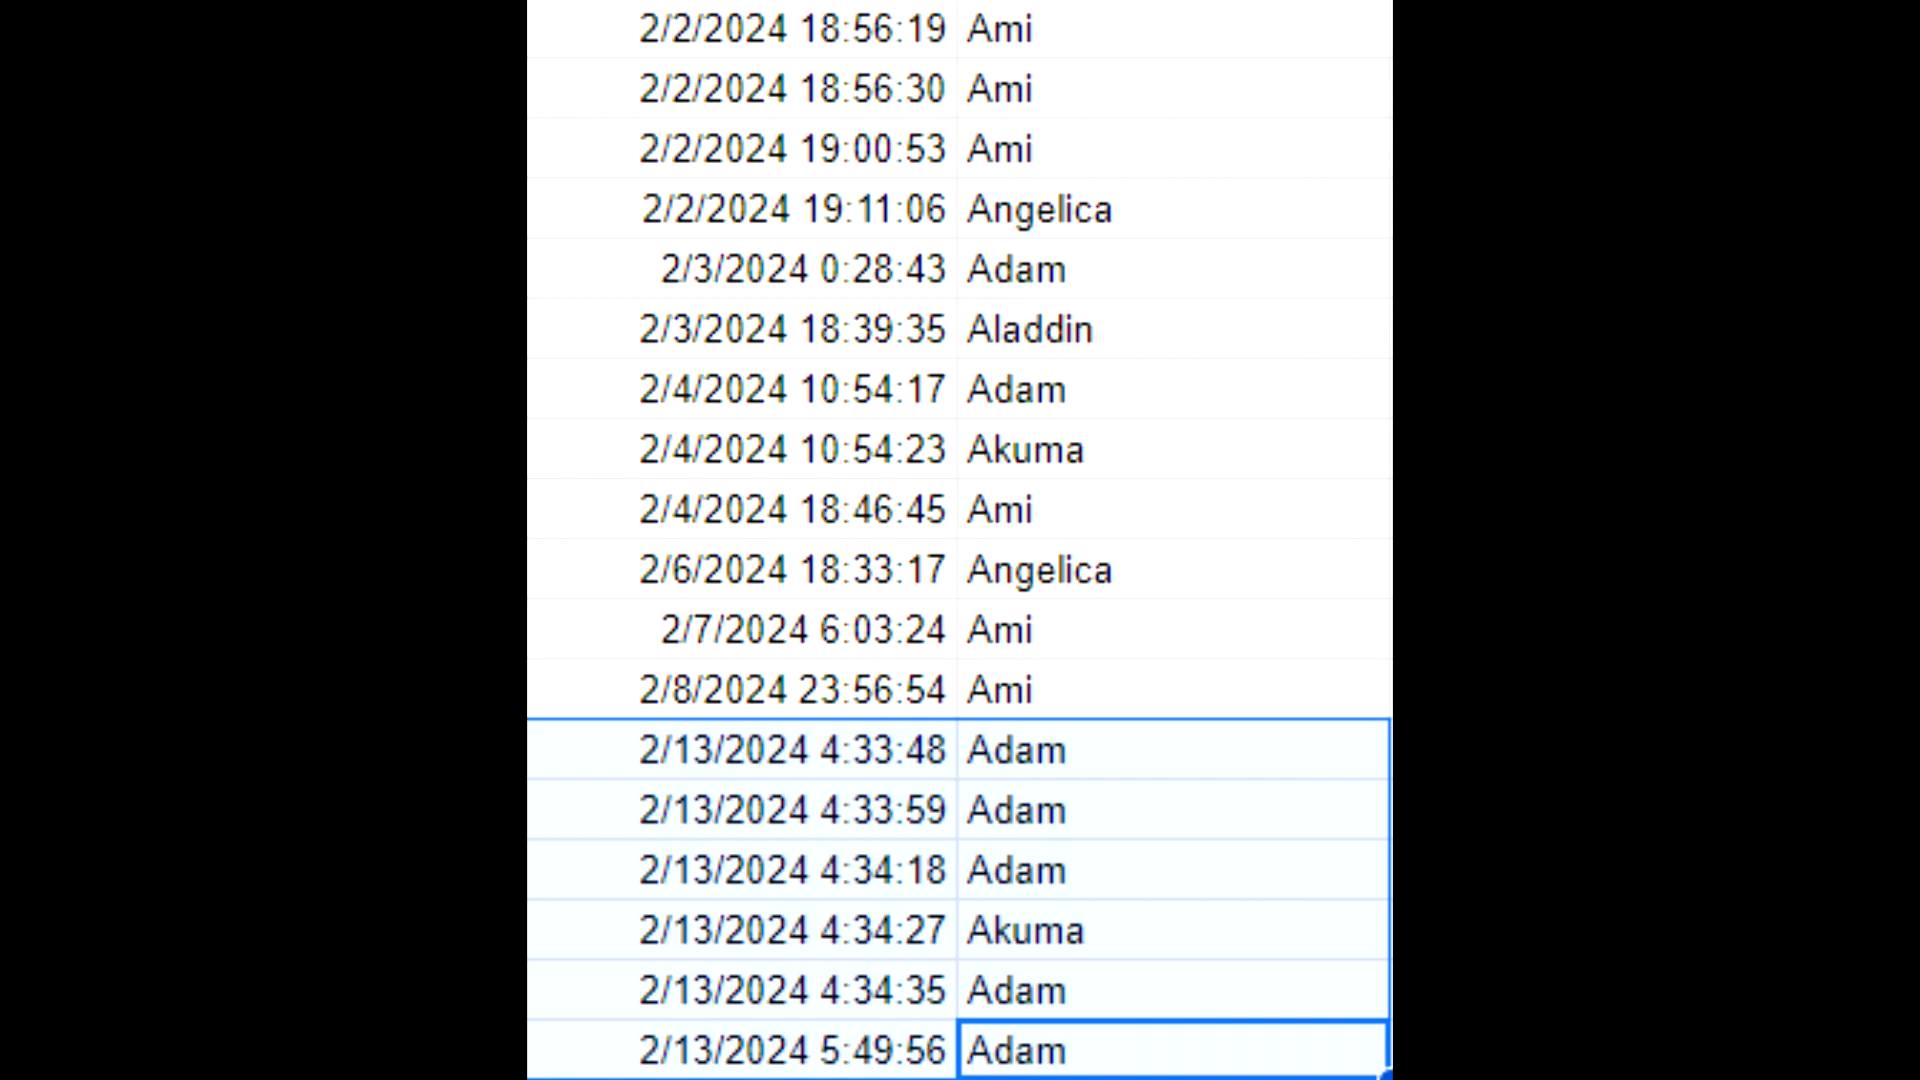 2/2/2024 18:56:19 Ami
2/2/2024 18:56:30 Ami
2/2/2024 19:00:53 Ami
2/2/2024 19:11:06 Angelica
2/3/2024 0:28:43 Adam
2/3/2024 18:39:35 Aladdin
2/4/2024 10:54:17 Adam
2/4/2024 10:54:23 Akuma
2/4/2024 18:46:45 Ami
2/6/2024 18:33:17 Angelica
2/7/2024 6:03:24 Ami
2/8/2024 23:56:54 Ami
2/13/2024 4:33:48 Adam
2/13/2024 4:33:59 Adam
2/13/2024 4:34:18 Adam
2/13/2024 4:34:27 Akuma
2/13/2024 4:34:35 Adam
2/13/2024 5:49:56 Adam